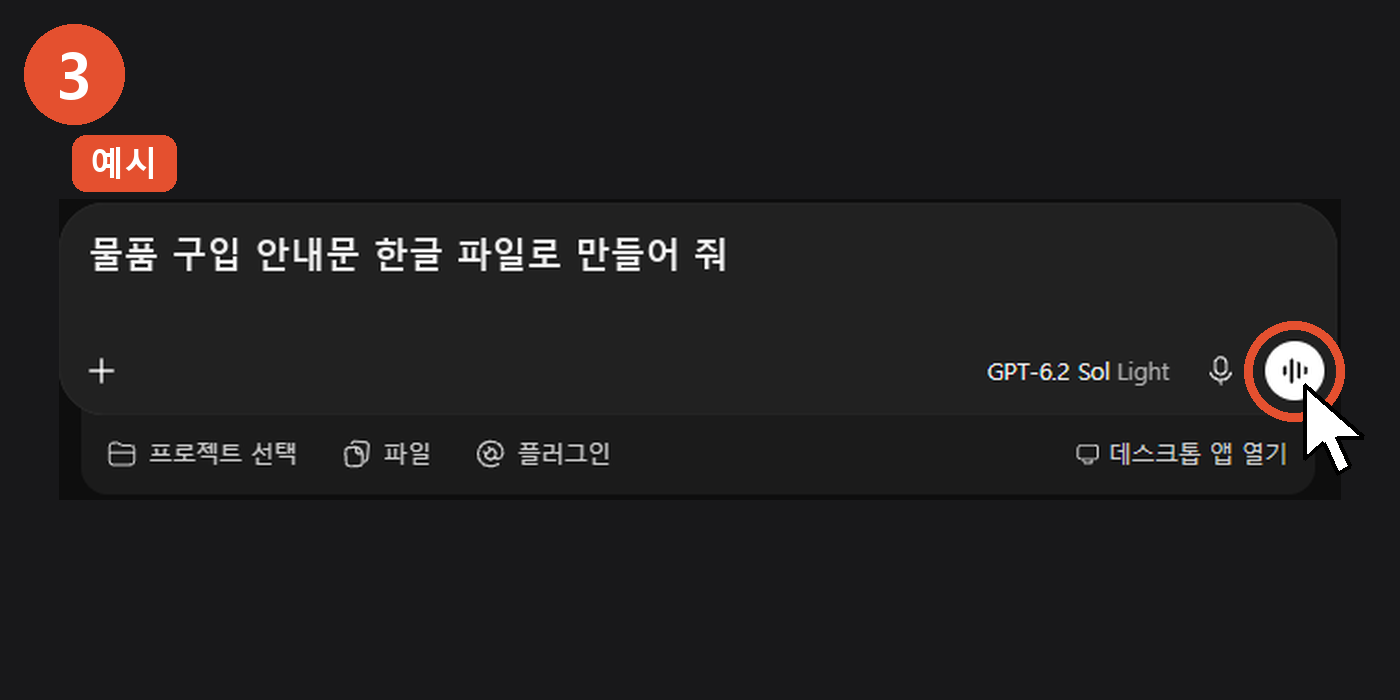 3
예시
물품 구입 안내문 한글 파일로 만들어 줘
GPT-6.2 Sol Light
프로젝트 선택 파일 플러그인 데스크톱 앱 열기